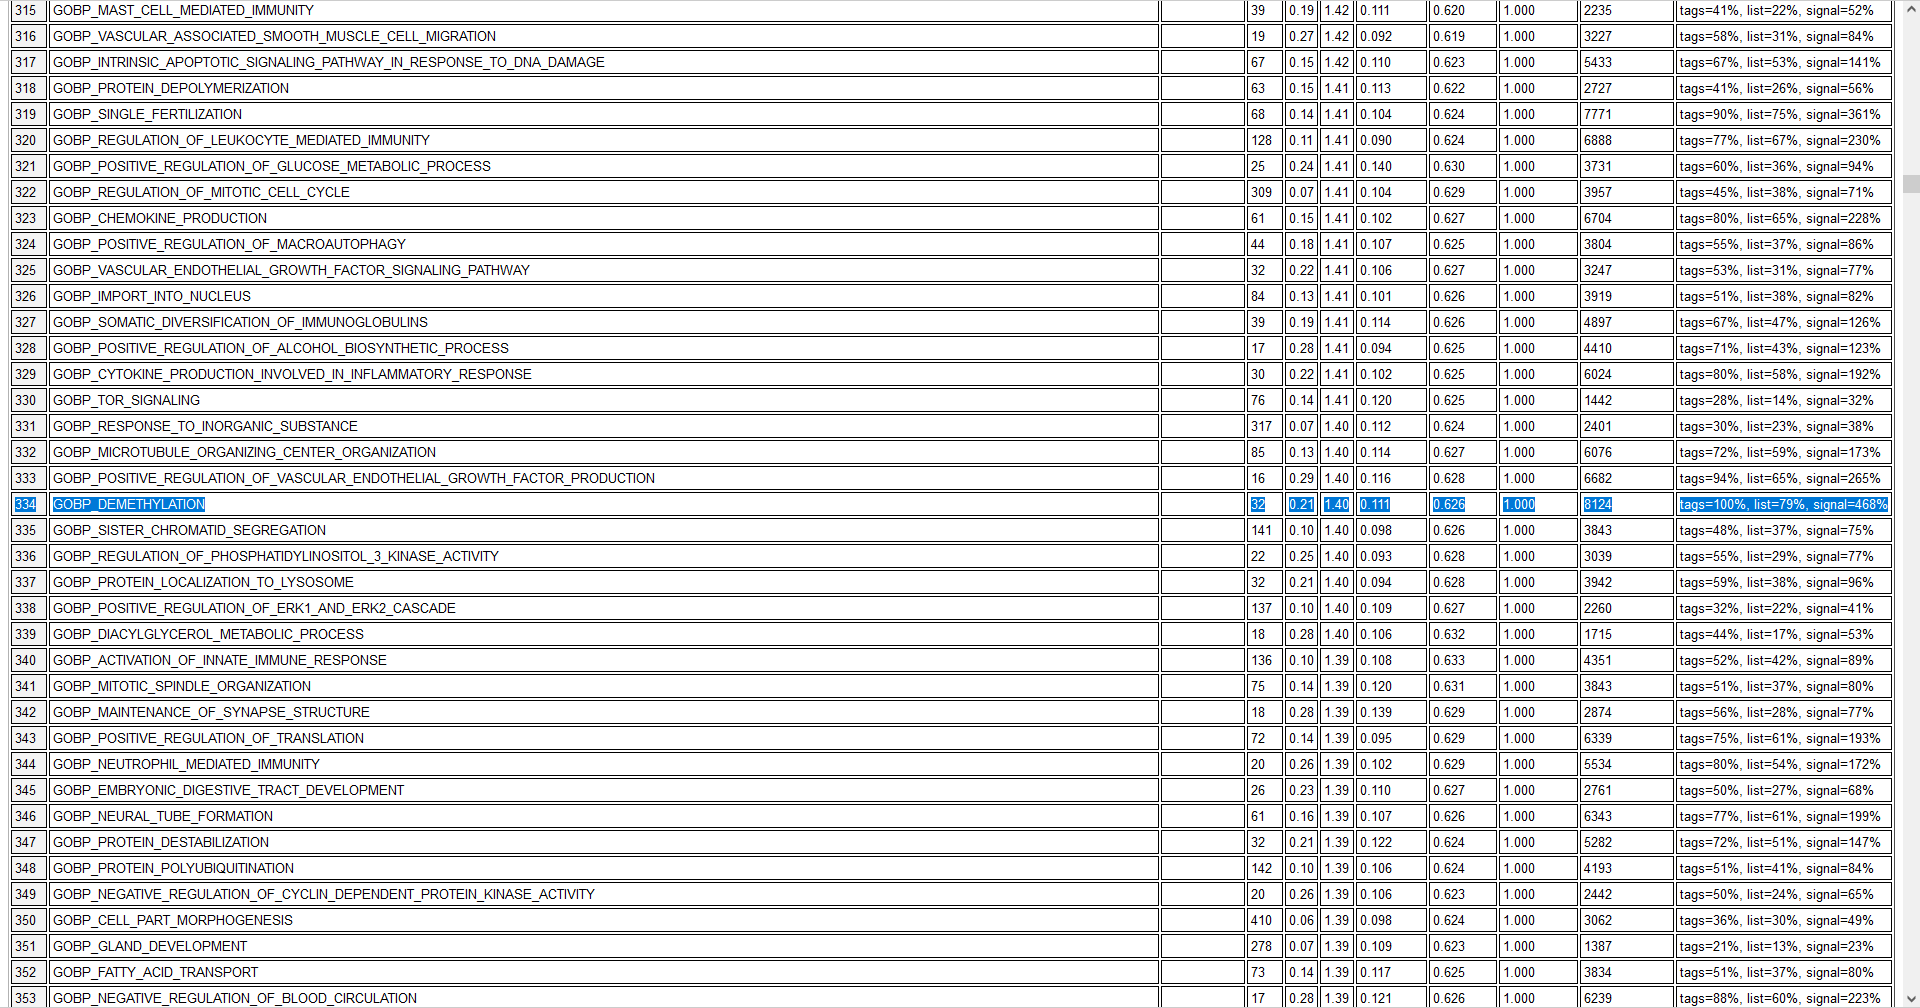 315 GOBP_MAST_CELL_MEDIATED_IMMUNITY 39 0.19 1.42 0.111 0.620 1.000 2235 tags=41%, list=22%, signal=52%
316 GOBP_VASCULAR_ASSOCIATED_SMOOTH_MUSCLE_CELL_MIGRATION 19 0.27 1.42 0.092 0.619 1.000 3227 tags=58%, list=31%, signal=84%
317 GOBP_INTRINSIC_APOPTOTIC_SIGNALING_PATHWAY_IN_RESPONSE_TO_DNA_DAMAGE 67 0.15 1.42 0.110 0.623 1.000 5433 tags=67%, list=53%, signal=141%
318 GOBP_PROTEIN_DEPOLYMERIZATION 63 0.15 1.41 0.113 0.622 1.000 2727 tags=41%, list=26%, signal=56%
319 GOBP_SINGLE_FERTILIZATION 68 0.14 1.41 0.104 0.624 1.000 7771 tags=90%, list=75%, signal=361%
320 GOBP_REGULATION_OF_LEUKOCYTE_MEDIATED_IMMUNITY 128 0.11 1.41 0.090 0.624 1.000 6888 tags=77%, list=67%, signal=230%
321 GOBP_POSITIVE_REGULATION_OF_GLUCOSE_METABOLIC_PROCESS 25 0.24 1.41 0.140 0.630 1.000 3731 tags=60%, list=36%, signal=94%
322 GOBP_REGULATION_OF_MITOTIC_CELL_CYCLE 309 0.07 1.41 0.104 0.629 1.000 3957 tags=45%, list=38%, signal=71%
323 GOBP_CHEMOKINE_PRODUCTION 61 0.15 1.41 0.102 0.627 1.000 6704 tags=80%, list=65%, signal=228%
324 GOBP_POSITIVE_REGULATION_OF_MACROAUTOPHAGY 44 0.18 1.41 0.107 0.625 1.000 3804 tags=55%, list=37%, signal=86%
325 GOBP_VASCULAR_ENDOTHELIAL_GROWTH_FACTOR_SIGNALING_PATHWAY 32 0.22 1.41 0.106 0.627 1.000 3247 tags=53%, list=31%, signal=77%
326 GOBP_IMPORT_INTO_NUCLEUS 84 0.13 1.41 0.101 0.626 1.000 3919 tags=51%, list=38%, signal=82%
327 GOBP_SOMATIC_DIVERSIFICATION_OF_IMMUNOGLOBULINS 39 0.19 1.41 0.114 0.626 1.000 4897 tags=67%, list=47%, signal=126%
328 GOBP_POSITIVE_REGULATION_OF_ALCOHOL_BIOSYNTHETIC_PROCESS 17 0.28 1.41 0.094 0.625 1.000 4410 tags=71%, list=43%, signal=123%
329 GOBP_CYTOKINE_PRODUCTION_INVOLVED_IN_INFLAMMATORY_RESPONSE 30 0.22 1.41 0.102 0.625 1.000 6024 tags=80%, list=58%, signal=192%
330 GOBP_TOR_SIGNALING 76 0.14 1.41 0.120 0.625 1.000 1442 tags=28%, list=14%, signal=32%
331 GOBP_RESPONSE_TO_INORGANIC_SUBSTANCE 317 0.07 1.40 0.112 0.624 1.000 2401 tags=30%, list=23%, signal=38%
332 GOBP_MICROTUBULE_ORGANIZING_CENTER_ORGANIZATION 85 0.13 1.40 0.114 0.627 1.000 6076 tags=72%, list=59%, signal=173%
333 GOBP_POSITIVE_REGULATION_OF_VASCULAR_ENDOTHELIAL_GROWTH_FACTOR_PRODUCTION 16 0.29 1.40 0.116 0.628 1.000 6682 tags=94%, list=65%, signal=265%
334 GOBP_DEMETHYLATION 32 0.21 1.40 0.111 0.626 1.000 8124 tags=100%, list=79%, signal=468%
335 GOBP_SISTER_CHROMATID_SEGREGATION 141 0.10 1.40 0.098 0.626 1.000 3843 tags=48%, list=37%, signal=75%
336 GOBP_REGULATION_OF_PHOSPHATIDYLINOSITOL_3_KINASE_ACTIVITY 22 0.25 1.40 0.093 0.628 1.000 3039 tags=55%, list=29%, signal=77%
337 GOBP_PROTEIN_LOCALIZATION_TO_LYSOSOME 32 0.21 1.40 0.094 0.628 1.000 3942 tags=59%, list=38%, signal=96%
338 GOBP_POSITIVE_REGULATION_OF_ERK1_AND_ERK2_CASCADE 137 0.10 1.40 0.109 0.627 1.000 2260 tags=32%, list=22%, signal=41%
339 GOBP_DIACYLGLYCEROL_METABOLIC_PROCESS 18 0.28 1.40 0.106 0.632 1.000 1715 tags=44%, list=17%, signal=53%
340 GOBP_ACTIVATION_OF_INNATE_IMMUNE_RESPONSE 136 0.10 1.39 0.108 0.633 1.000 4351 tags=52%, list=42%, signal=89%
341 GOBP_MITOTIC_SPINDLE_ORGANIZATION 75 0.14 1.39 0.120 0.631 1.000 3843 tags=51%, list=37%, signal=80%
342 GOBP_MAINTENANCE_OF_SYNAPSE_STRUCTURE 18 0.28 1.39 0.139 0.629 1.000 2874 tags=56%, list=28%, signal=77%
343 GOBP_POSITIVE_REGULATION_OF_TRANSLATION 72 0.14 1.39 0.095 0.629 1.000 6339 tags=75%, list=61%, signal=193%
344 GOBP_NEUTROPHIL_MEDIATED_IMMUNITY 20 0.26 1.39 0.102 0.629 1.000 5534 tags=80%, list=54%, signal=172%
345 GOBP_EMBRYONIC_DIGESTIVE_TRACT_DEVELOPMENT 26 0.23 1.39 0.110 0.627 1.000 2761 tags=50%, list=27%, signal=68%
346 GOBP_NEURAL_TUBE_FORMATION 61 0.16 1.39 0.107 0.626 1.000 6343 tags=77%, list=61%, signal=199%
347 GOBP_PROTEIN_DESTABILIZATION 32 0.21 1.39 0.122 0.624 1.000 5282 tags=72%, list=51%, signal=147%
348 GOBP_PROTEIN_POLYUBIQUITINATION 142 0.10 1.39 0.106 0.624 1.000 4193 tags=51%, list=41%, signal=84%
349 GOBP_NEGATIVE_REGULATION_OF_CYCLIN_DEPENDENT_PROTEIN_KINASE_ACTIVITY 20 0.26 1.39 0.106 0.623 1.000 2442 tags=50%, list=24%, signal=65%
350 GOBP_CELL_PART_MORPHOGENESIS 410 0.06 1.39 0.098 0.624 1.000 3062 tags=36%, list=30%, signal=49%
351 GOBP_GLAND_DEVELOPMENT 278 0.07 1.39 0.109 0.623 1.000 1387 tags=21%, list=13%, signal=23%
352 GOBP_FATTY_ACID_TRANSPORT 73 0.14 1.39 0.117 0.625 1.000 3834 tags=51%, list=37%, signal=80%
353 GOBP_NEGATIVE_REGULATION_OF_BLOOD_CIRCULATION 17 0.28 1.39 0.121 0.626 1.000 6239 tags=88%, list=60%, signal=223%